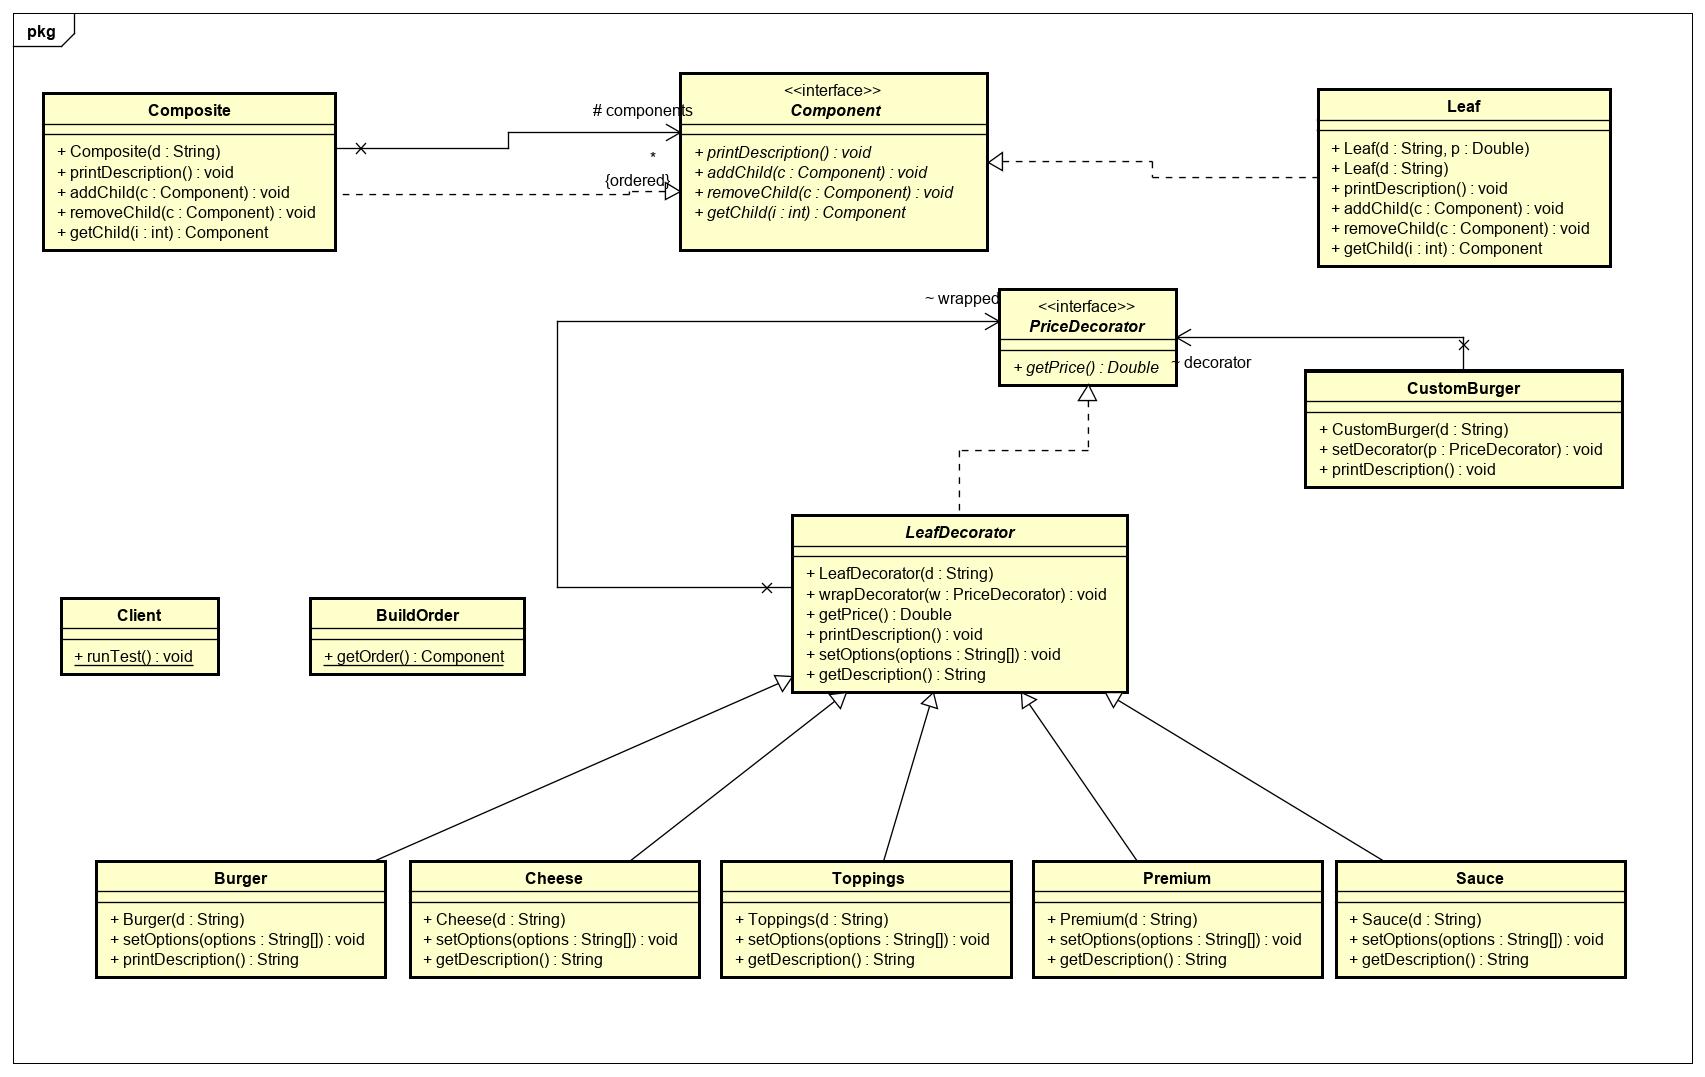 pkg
Composite
+ Composite(d : String)
+ printDescription() : void
+ addChild(c : Component) : void
+ removeChild(c : Component) : void
+ getChild(i : int) : Component
# components
*
{ordered}
<<interface>>
Component
+ printDescription() : void
+ addChild(c : Component) : void
+ removeChild(c : Component) : void
+ getChild(i : int) : Component
Leaf
+ Leaf(d : String, p : Double)
+ Leaf(d : String)
+ printDescription() : void
+ addChild(c : Component) : void
+ removeChild(c : Component) : void
+ getChild(i : int) : Component
~ wrapped
<<interface>>
PriceDecorator
+ getPrice() : Double
~ decorator
CustomBurger
+ CustomBurger(d : String)
+ setDecorator(p : PriceDecorator) : void
+ printDescription() : void
LeafDecorator
+ LeafDecorator(d : String)
+ wrapDecorator(w : PriceDecorator) : void
+ getPrice() : Double
+ printDescription() : void
+ setOptions(options : String[]) : void
+ getDescription() : String
Client
+ runTest() : void
BuildOrder
+ getOrder() : Component
Burger
+ Burger(d : String)
+ setOptions(options : String[]) : void
+ printDescription() : String
Cheese
+ Cheese(d : String)
+ setOptions(options : String[]) : void
+ getDescription() : String
Toppings
+ Toppings(d : String)
+ setOptions(options : String[]) : void
+ getDescription() : String
Premium
+ Premium(d : String)
+ setOptions(options : String[]) : void
+ getDescription() : String
Sauce
+ Sauce(d : String)
+ setOptions(options : String[]) : void
+ getDescription() : String